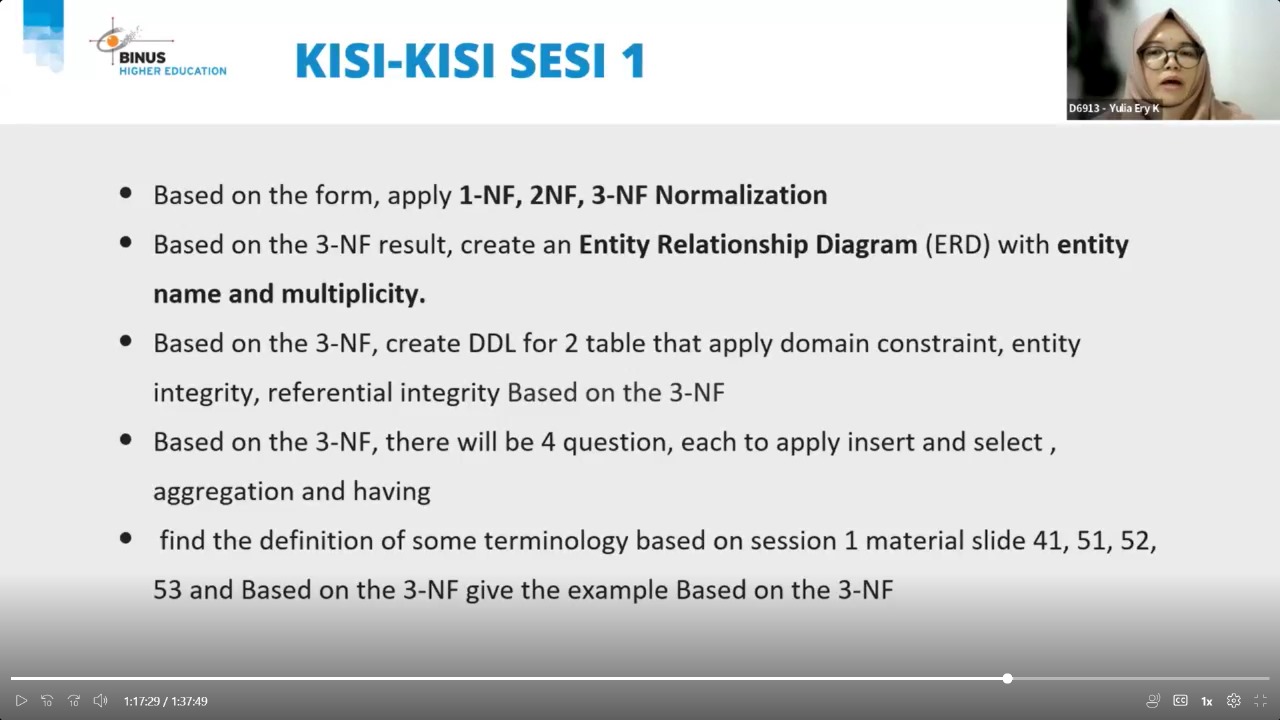 BINUS
HIGHER EDUCATION
KISI-KISI SESI 1
D6913 - Yulia Ery K
• Based on the form, apply 1-NF, 2NF, 3-NF Normalization
• Based on the 3-NF result, create an Entity Relationship Diagram (ERD) with entity
name and multiplicity.
• Based on the 3-NF, create DDL for 2 table that apply domain constraint, entity
integrity, referential integrity Based on the 3-NF
• Based on the 3-NF, there will be 4 question, each to apply insert and select ,
aggregation and having
• find the definition of some terminology based on session 1 material slide 41, 51, 52,
53 and Based on the 3-NF give the example Based on the 3-NF
10 10 1:17:29 / 1:37:49 CC 1x